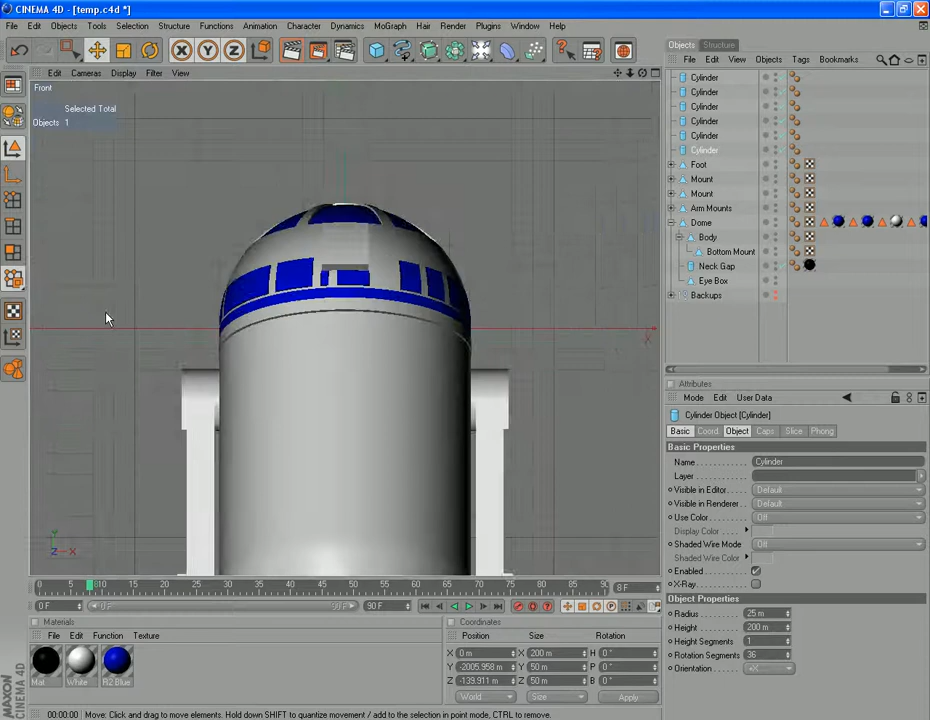 CINEMA 4D - [temp.c4d *]
File Edit Objects Tools Selection Structure Functions Animation Character Dynamics MoGraph Hair Render Plugins Window Help
Objects Structure
File Edit View Objects Tags Bookmarks
Edit Cameras Display Filter View
Front
Selected Total
Objects 1
Cylinder
Cylinder
Cylinder
Cylinder
Cylinder
Cylinder
Foot
Mount
Mount
Arm Mounts
Dome
Body
Bottom Mount
Neck Gap
Eye Box
Backups
Attributes
Mode Edit User Data
Cylinder Object [Cylinder]
Basic Coord. Object Caps Slice Phong
Basic Properties
Name Cylinder
Layer
Visible in Editor Default
Visible in Renderer Default
Use Color Off
Display Color
Shaded Wire Mode Off
Shaded Wire Color
Enabled
X-Ray
Object Properties
Radius 25 m
Height 200 m
Height Segments 1
Rotation Segments 36
Orientation +X
Y
Z X
X
0 5 10 15 20 25 30 35 40 45 50 55 60 65 70 75 80 85 90 8 F
0 F 0 F 90 F 90 F
Materials
File Edit Function Texture
Mat White R2 Blue
Coordinates
Position Size Rotation
X 0 m X 200 m H 0 °
Y -2005.958 m Y 50 m P 0 °
Z -139.911 m Z 50 m B 0 °
World Size Apply
MAXON CINEMA 4D
00:00:00 Move: Click and drag to move elements. Hold down SHIFT to quantize movement / add to the selection in point mode, CTRL to remove.